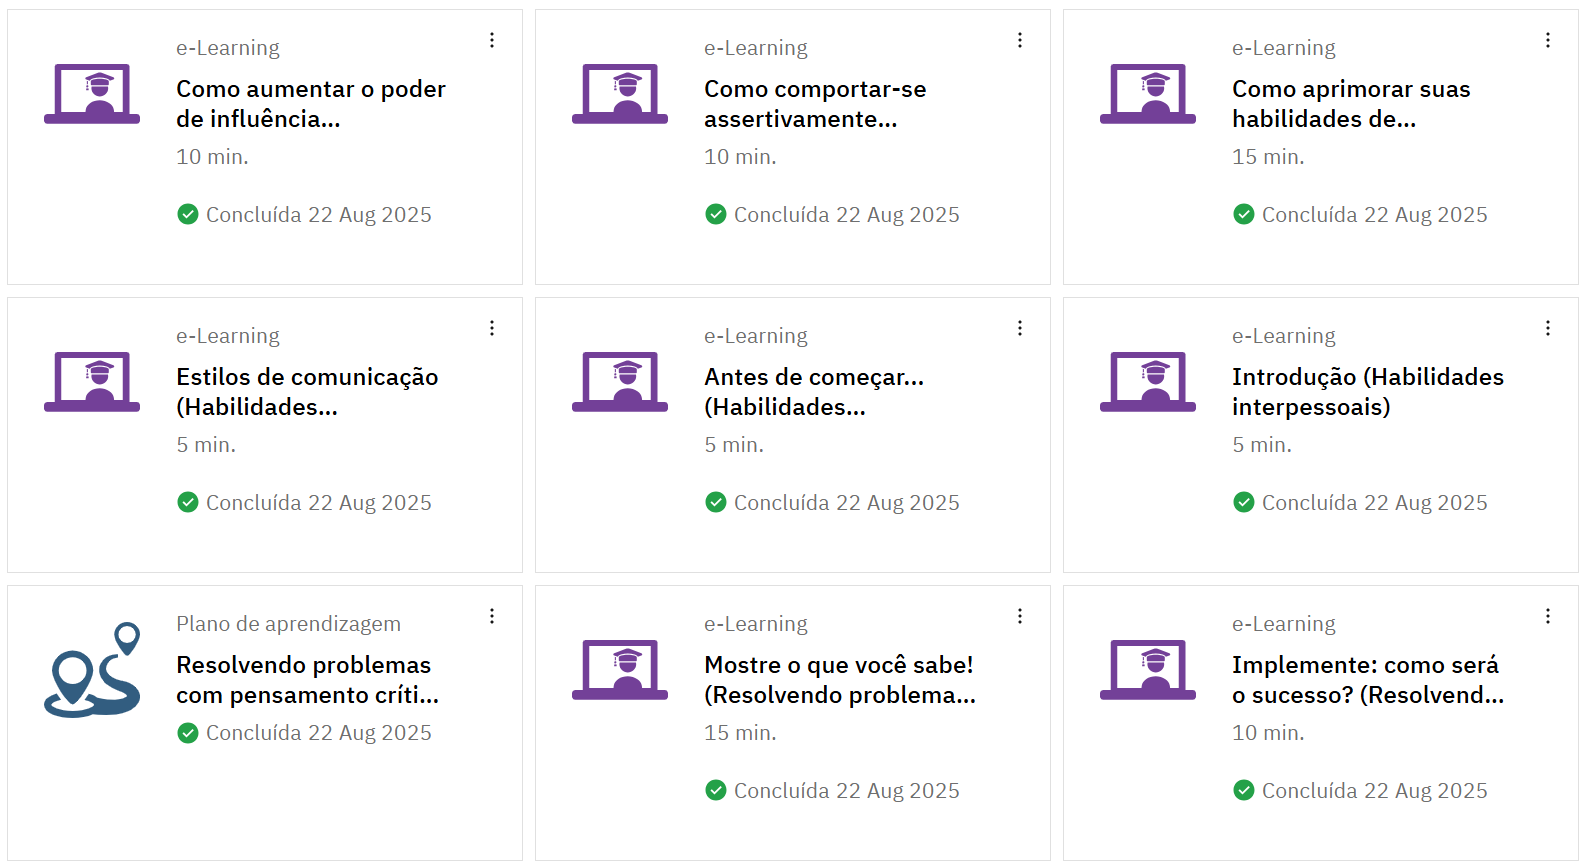 e-Learning
Como aumentar o poder
de influência...
10 min.
Concluída 22 Aug 2025
e-Learning
Como comportar-se
assertivamente...
10 min.
Concluída 22 Aug 2025
e-Learning
Como aprimorar suas
habilidades de...
15 min.
Concluída 22 Aug 2025
e-Learning
Estilos de comunicação
(Habilidades...
5 min.
Concluída 22 Aug 2025
e-Learning
Antes de começar...
(Habilidades...
5 min.
Concluída 22 Aug 2025
e-Learning
Introdução (Habilidades
interpessoais)
5 min.
Concluída 22 Aug 2025
Plano de aprendizagem
Resolvendo problemas
com pensamento críti...
Concluída 22 Aug 2025
e-Learning
Mostre o que você sabe!
(Resolvendo problema...
15 min.
Concluída 22 Aug 2025
e-Learning
Implemente: como será
o sucesso? (Resolvend...
10 min.
Concluída 22 Aug 2025